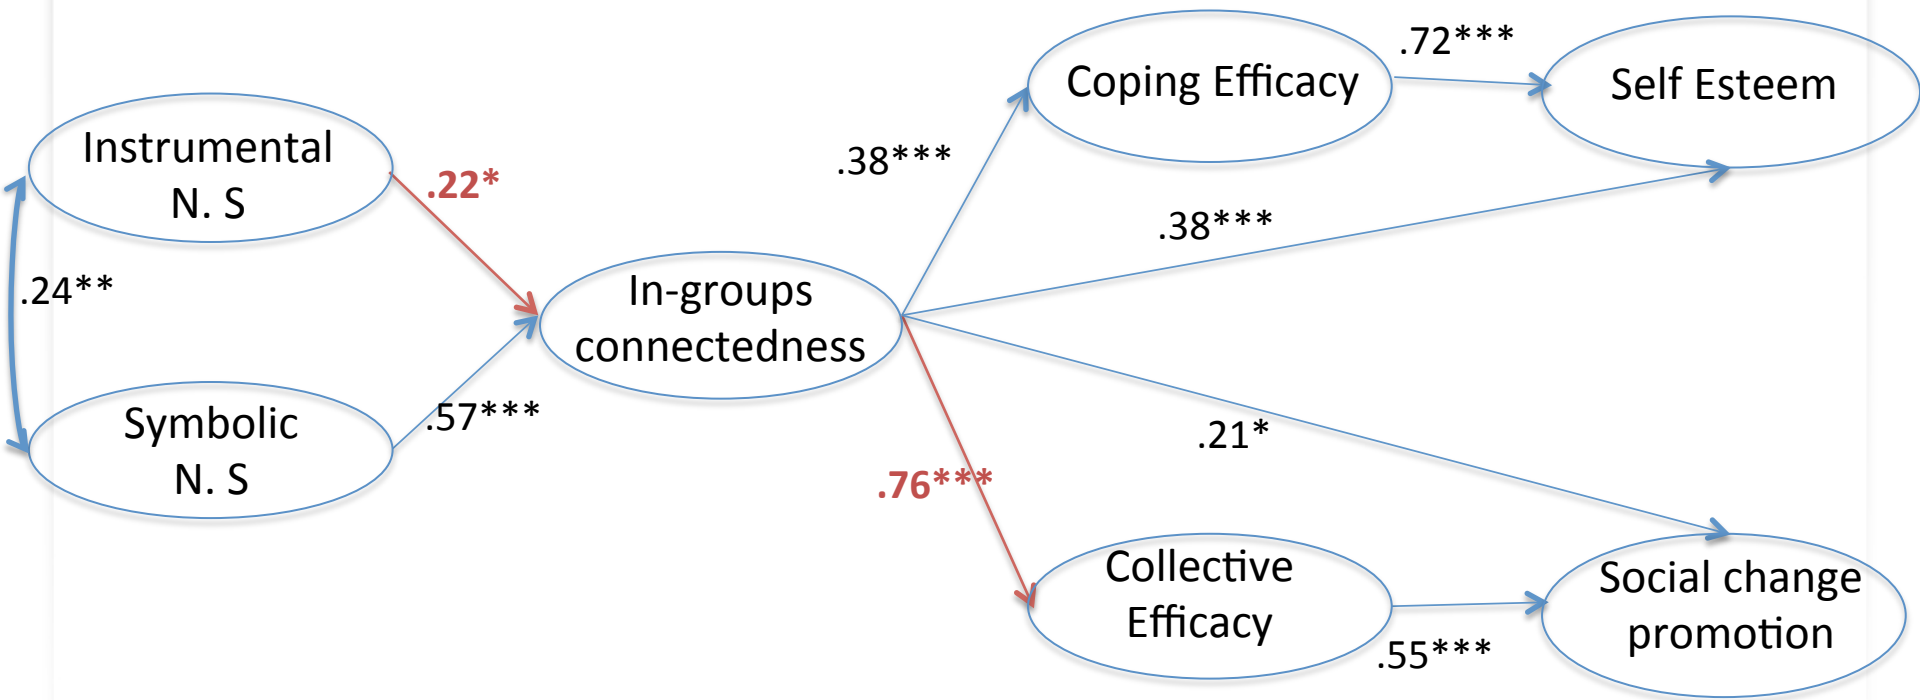 Instrumental
N. S
.24**
Symbolic
N. S
.22*
.57***
In-groups
connectedness
.38***
.38***
.21*
.76***
Coping Efficacy
.72***
Self Esteem
Collective
Efficacy
.55***
Social change
promotion